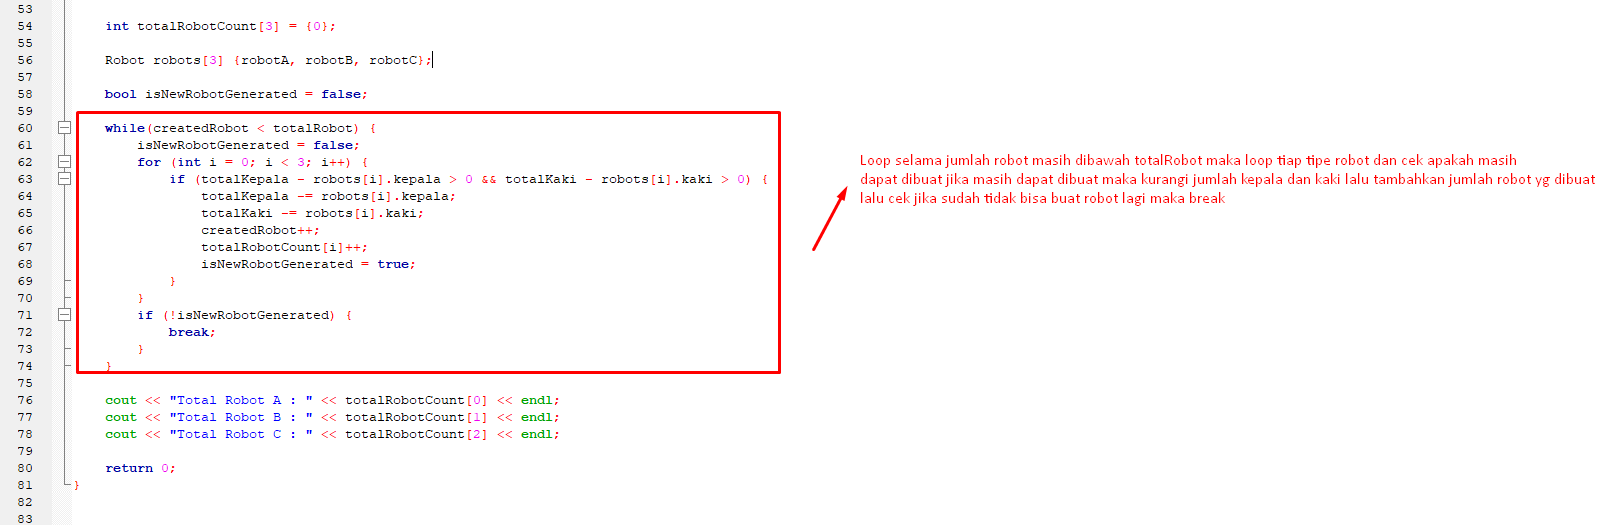 53
54 int totalRobotCount[3] = {0};
55
56 Robot robots[3] {robotA, robotB, robotC};
57
58 bool isNewRobotGenerated = false;
59
60 while(createdRobot < totalRobot) {
61 isNewRobotGenerated = false;
62 for (int i = 0; i < 3; i++) {
63 if (totalKepala - robots[i].kepala > 0 && totalKaki - robots[i].kaki > 0) {
64 totalKepala -= robots[i].kepala;
65 totalKaki -= robots[i].kaki;
66 createdRobot++;
67 totalRobotCount[i]++;
68 isNewRobotGenerated = true;
69 }
70 }
71 if (!isNewRobotGenerated) {
72 break;
73 }
74 }
75
76 cout << "Total Robot A : " << totalRobotCount[0] << endl;
77 cout << "Total Robot B : " << totalRobotCount[1] << endl;
78 cout << "Total Robot C : " << totalRobotCount[2] << endl;
79
80 return 0;
81 }
82
83
Loop selama jumlah robot masih dibawah totalRobot maka loop tiap tipe robot dan cek apakah masih
dapat dibuat jika masih dapat dibuat maka kurangi jumlah kepala dan kaki lalu tambahkan jumlah robot yg dibuat
lalu cek jika sudah tidak bisa buat robot lagi maka break